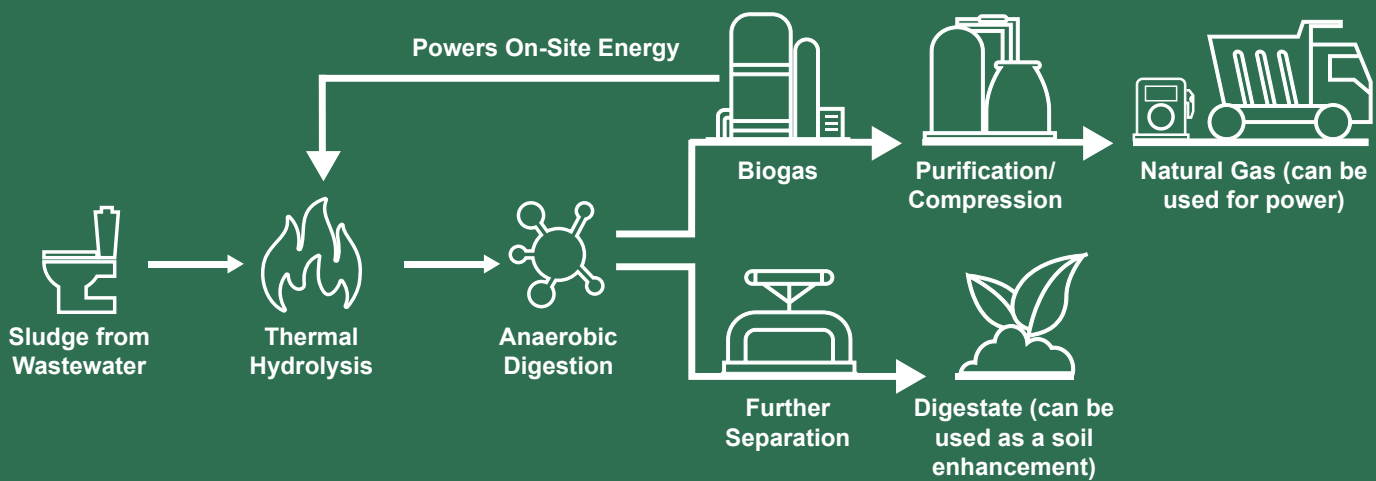 Powers On-Site Energy
Biogas
Purification/
Compression
Natural Gas (can be
used for power)
Sludge from
Wastewater
Thermal
Hydrolysis
Anaerobic
Digestion
Further
Separation
Digestate (can be
used as a soil
enhancement)